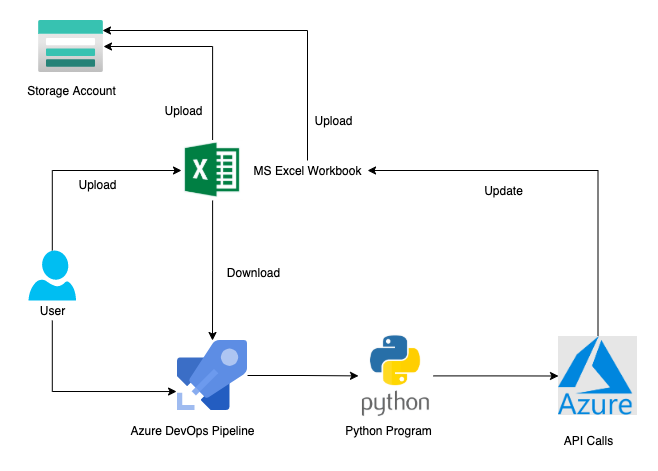 Storage Account
Upload
Upload
X
MS Excel Workbook
Upload
Update
Download
User
python
Azure
Azure DevOps Pipeline
Python Program
API Calls